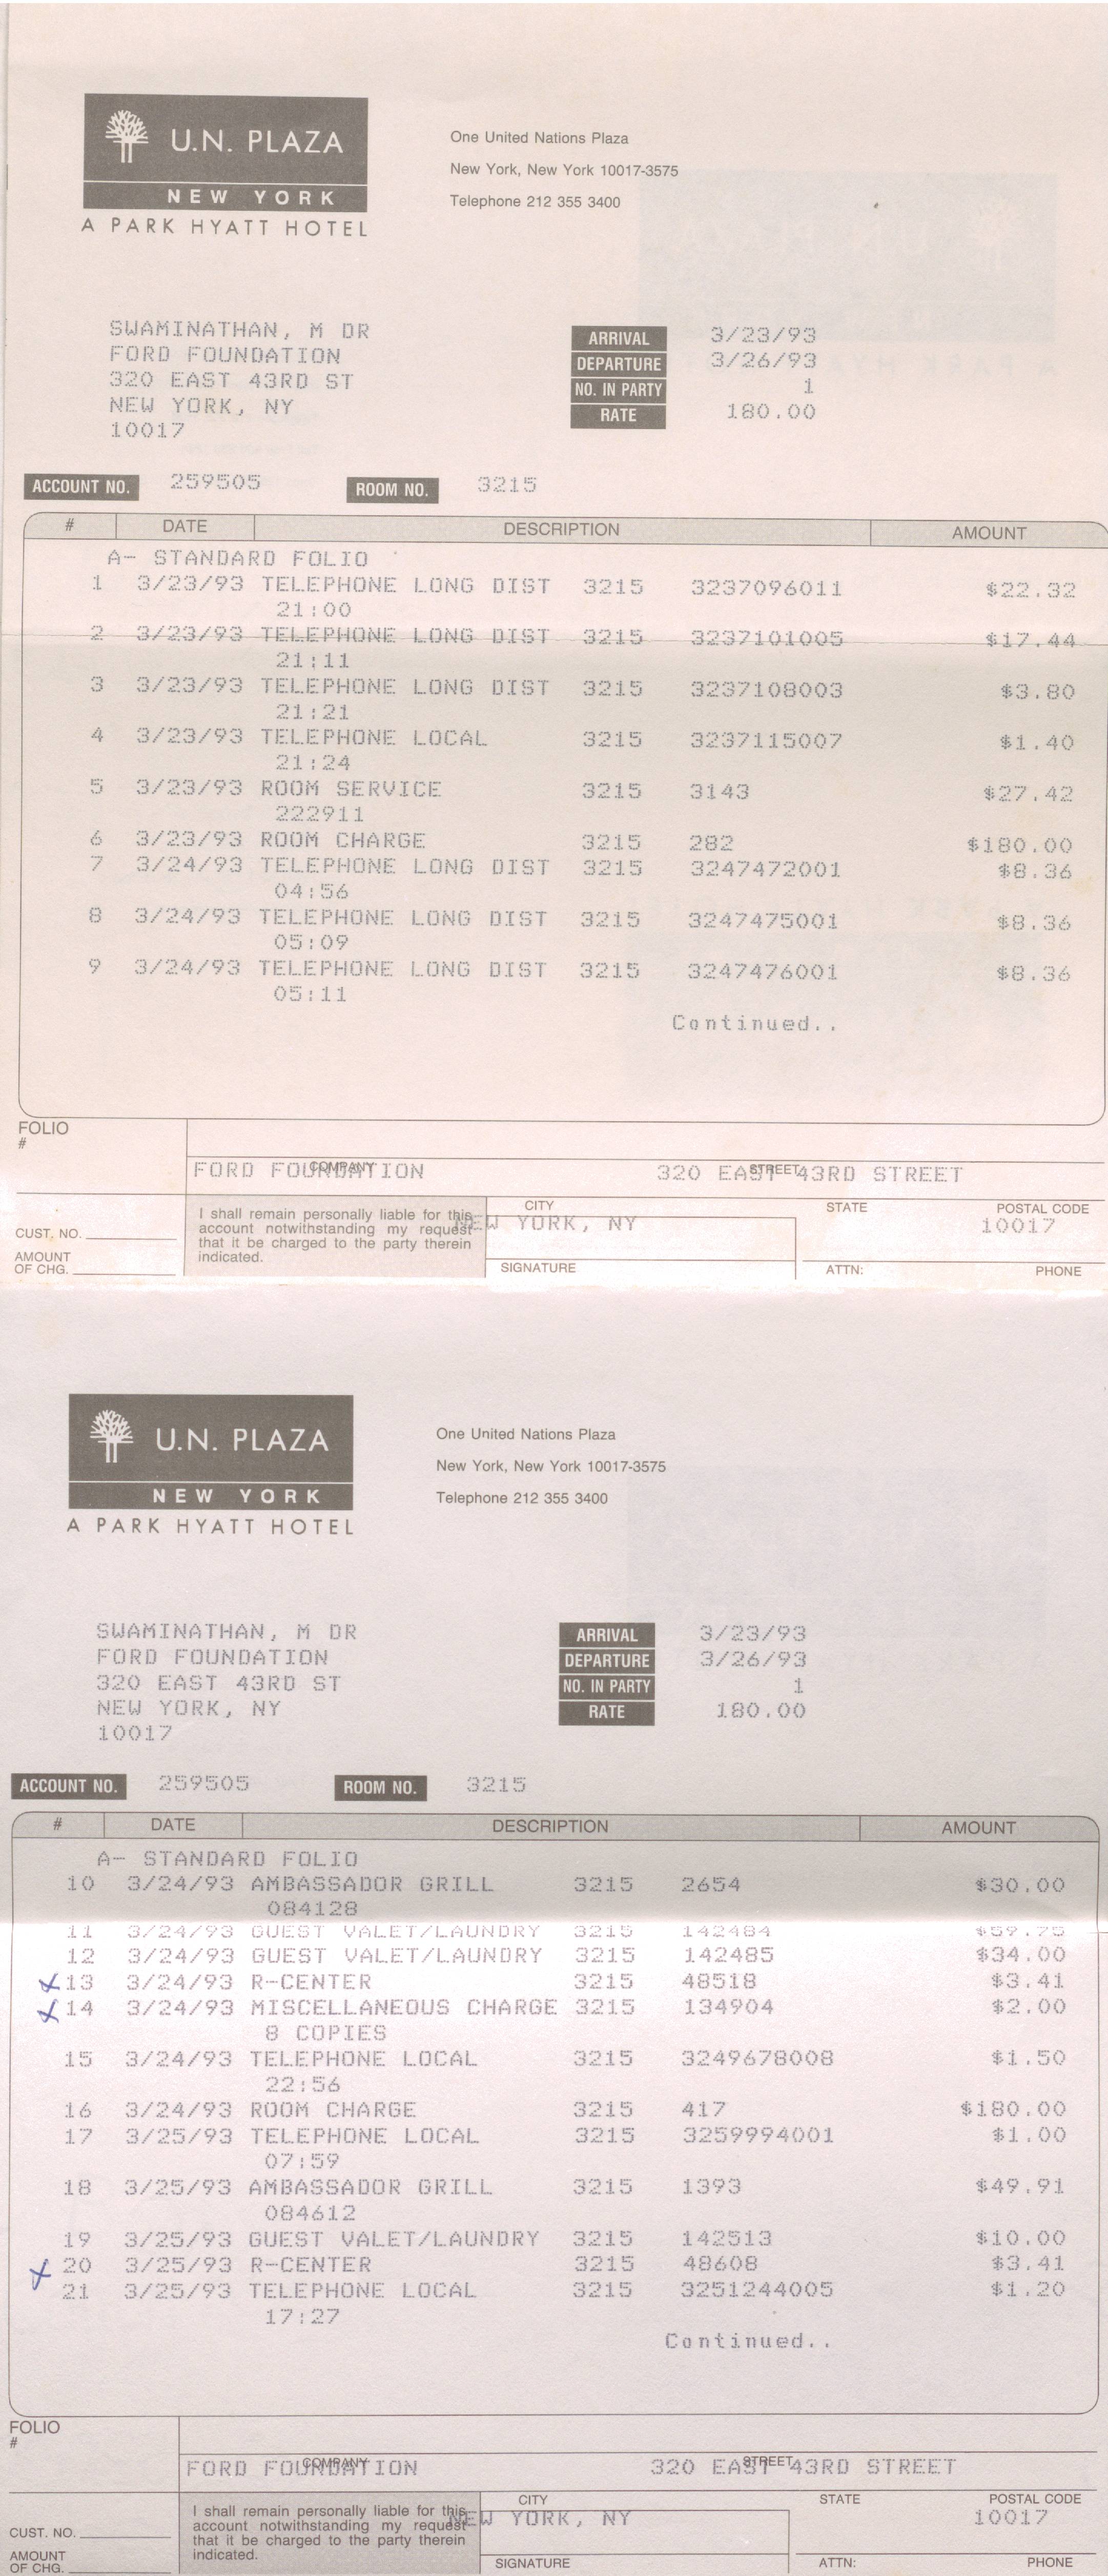 U.N. PLAZA
NEW YORK
A PARK HYATT HOTEL
One United Nations Plaza
New York, New York 10017-3575
Telephone 212 355 3400
SWAMINATHAN, M DR
FORD FOUNDATION
320 EAST 43RD ST
NEW YORK, NY
10017
ARRIVAL 3/23/93
DEPARTURE 3/26/93
NO. IN PARTY 1
RATE 180.00
ACCOUNT NO. 259505 ROOM NO. 3215
# DATE DESCRIPTION AMOUNT
A- STANDARD FOLIO
1 3/23/93 TELEPHONE LONG DIST 3215 3237096011 $22.32
21:00
2 3/23/93 TELEPHONE LONG DIST 3215 3237101005 $17.44
21:11
3 3/23/93 TELEPHONE LONG DIST 3215 3237108003 $3.80
21:21
4 3/23/93 TELEPHONE LOCAL 3215 3237115007 $1.40
21:24
5 3/23/93 ROOM SERVICE 3215 3143 $27.42
222911
6 3/23/93 ROOM CHARGE 3215 282 $180.00
7 3/24/93 TELEPHONE LONG DIST 3215 3247472001 $8.36
04:56
8 3/24/93 TELEPHONE LONG DIST 3215 3247475001 $8.36
05:09
9 3/24/93 TELEPHONE LONG DIST 3215 3247476001 $8.36
05:11
Continued..
FOLIO
#
COMPANY STREET
FORD FOUNDATION 320 EAST 43RD STREET
CITY STATE POSTAL CODE
NEW YORK, NY 10017
I shall remain personally liable for this
account notwithstanding my request
that it be charged to the party therein
indicated.
CUST. NO.
AMOUNT
OF CHG.
SIGNATURE ATTN: PHONE
U.N. PLAZA
NEW YORK
A PARK HYATT HOTEL
One United Nations Plaza
New York, New York 10017-3575
Telephone 212 355 3400
SWAMINATHAN, M DR
FORD FOUNDATION
320 EAST 43RD ST
NEW YORK, NY
10017
ARRIVAL 3/23/93
DEPARTURE 3/26/93
NO. IN PARTY 1
RATE 180.00
ACCOUNT NO. 259505 ROOM NO. 3215
# DATE DESCRIPTION AMOUNT
A- STANDARD FOLIO
10 3/24/93 AMBASSADOR GRILL 3215 2654 $30.00
084128
11 3/24/93 GUEST VALET/LAUNDRY 3215 142484 $59.75
12 3/24/93 GUEST VALET/LAUNDRY 3215 142485 $34.00
x 13 3/24/93 R-CENTER 3215 48518 $3.41
x 14 3/24/93 MISCELLANEOUS CHARGE 3215 134904 $2.00
8 COPIES
15 3/24/93 TELEPHONE LOCAL 3215 3249678008 $1.50
22:56
16 3/24/93 ROOM CHARGE 3215 417 $180.00
17 3/25/93 TELEPHONE LOCAL 3215 3259994001 $1.00
07:59
18 3/25/93 AMBASSADOR GRILL 3215 1393 $49.91
084612
19 3/25/93 GUEST VALET/LAUNDRY 3215 142513 $10.00
x 20 3/25/93 R-CENTER 3215 48608 $3.41
21 3/25/93 TELEPHONE LOCAL 3215 3251244005 $1.20
17:27
Continued..
FOLIO
#
COMPANY STREET
FORD FOUNDATION 320 EAST 43RD STREET
CITY STATE POSTAL CODE
NEW YORK, NY 10017
I shall remain personally liable for this
account notwithstanding my request
that it be charged to the party therein
indicated.
CUST. NO.
AMOUNT
OF CHG.
SIGNATURE ATTN: PHONE